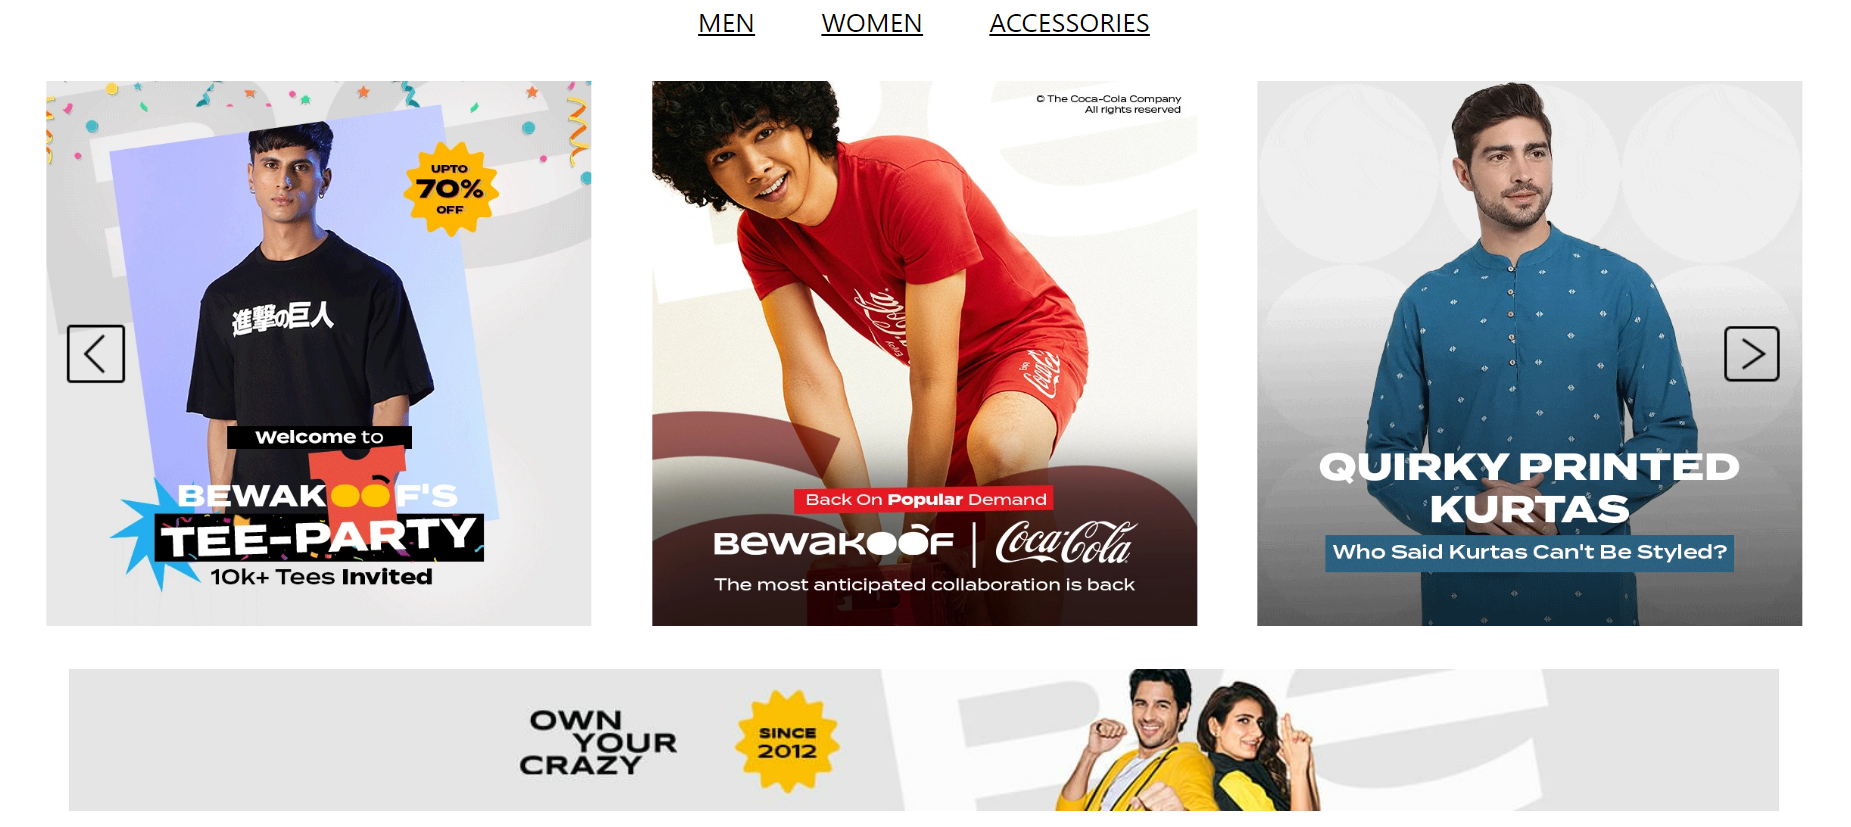 MEN WOMEN ACCESSORIES
UPTO
70%
OFF
進撃の巨人
Welcome to
BEWAKOOF'S
TEE-PARTY
10k+ Tees Invited
© The Coca-Cola Company
All rights reserved
Enjoy
Coca-Cola
Back On Popular Demand
BewaKOOF | Coca-Cola
The most anticipated collaboration is back
QUIRKY PRINTED
KURTAS
Who Said Kurtas Can't Be Styled?
OWN
YOUR
CRAZY
SINCE
2012